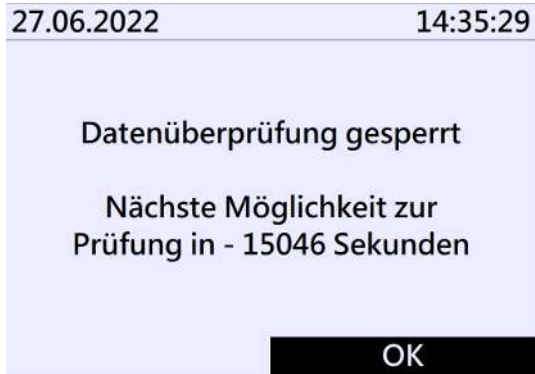 27.06.2022 14:35:29
Datenüberprüfung gesperrt
Nächste Möglichkeit zur
Prüfung in - 15046 Sekunden
OK